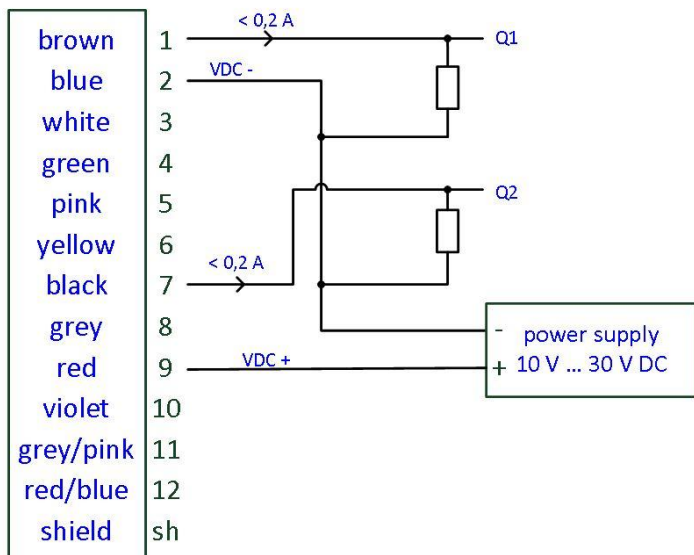 brown 1 < 0,2 A Q1
blue 2 VDC -
white 3
green 4
pink 5 Q2
yellow 6
black 7 < 0,2 A
grey 8 - power supply
red 9 VDC + + 10 V ... 30 V DC
violet 10
grey/pink 11
red/blue 12
shield sh